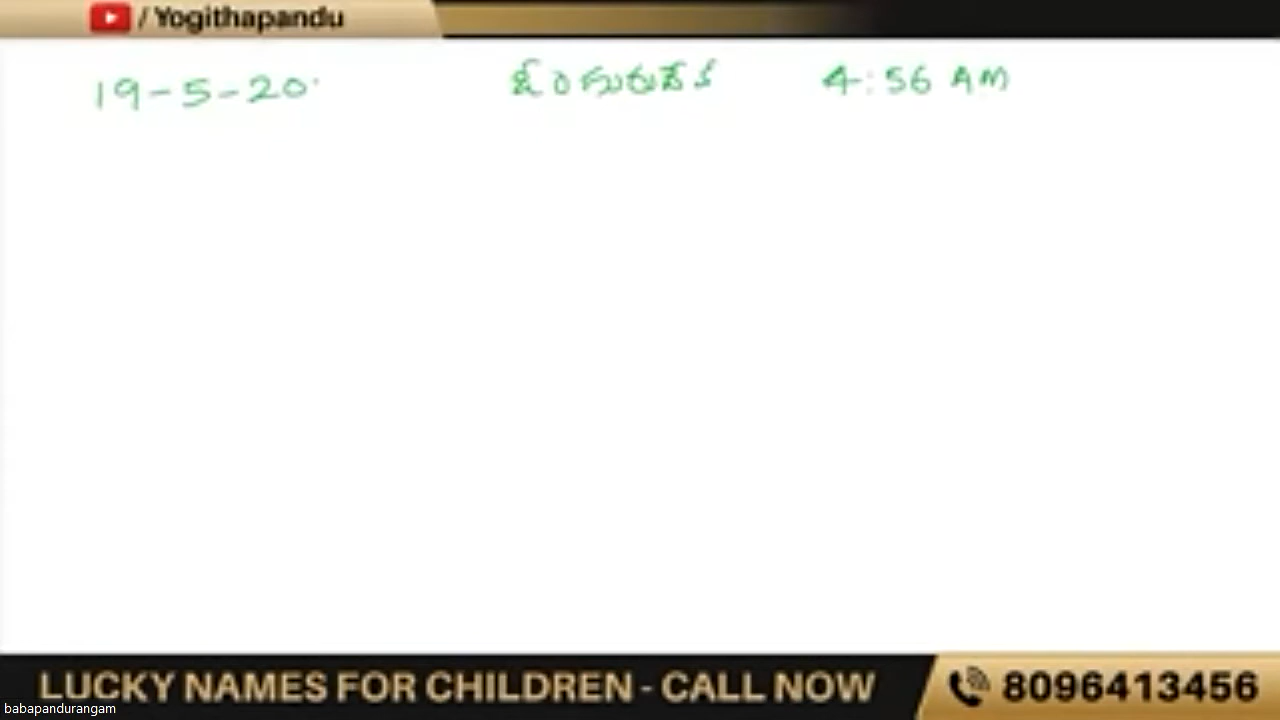 / Yogithapandu
19-5-20 ఓం గురుదేవ 4:56 AM
LUCKY NAMES FOR CHILDREN - CALL NOW 8096413456
babapandurangam